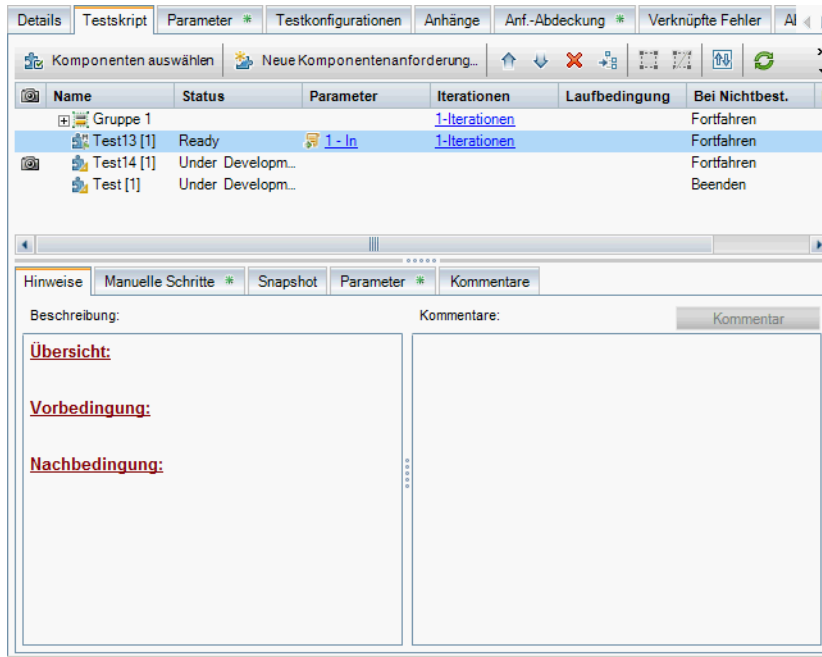 Details Testskript Parameter * Testkonfigurationen Anhänge Anf.-Abdeckung * Verknüpfte Fehler
Komponenten auswählen Neue Komponentenanforderung...
Name Status Parameter Iterationen Laufbedingung Bei Nichtbest.
Gruppe 1 1-Iterationen Fortfahren
Test13 [1] Ready 1 - In 1-Iterationen Fortfahren
Test14 [1] Under Developm... Fortfahren
Test [1] Under Developm... Beenden
Hinweise Manuelle Schritte * Snapshot Parameter * Kommentare
Beschreibung: Kommentare: Kommentar
Übersicht:
Vorbedingung:
Nachbedingung: